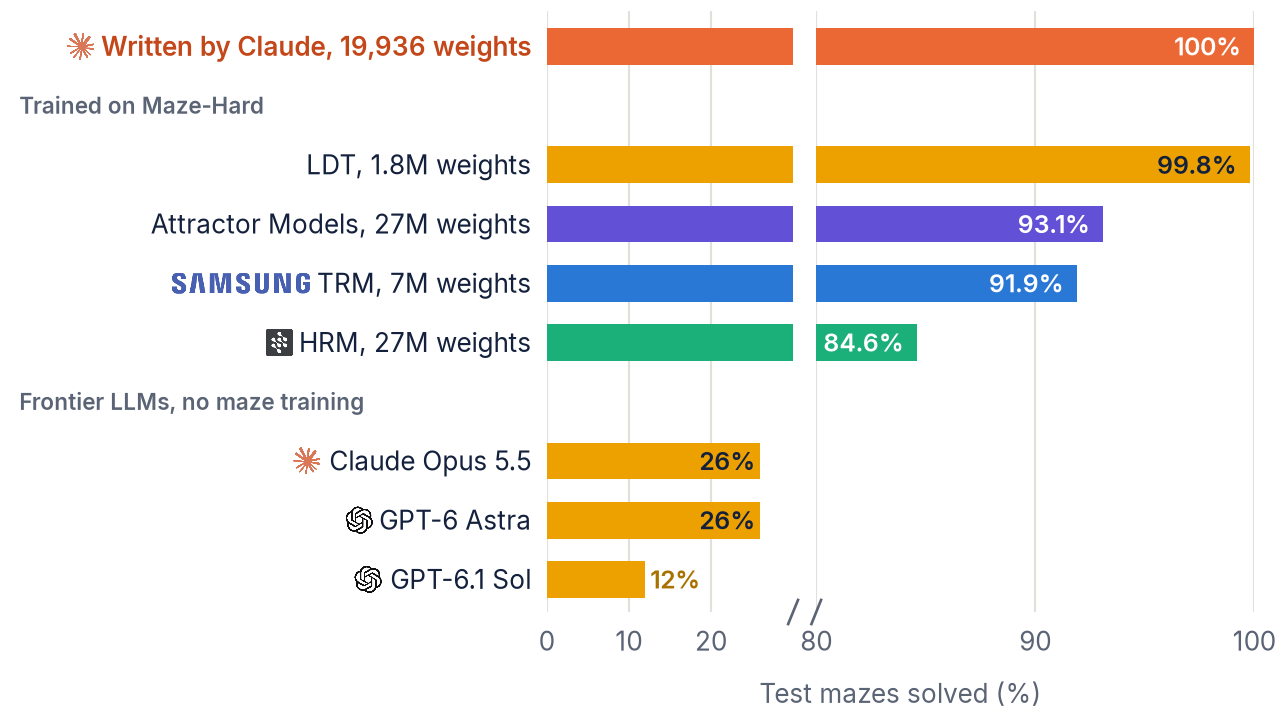 Written by Claude, 19,936 weights 100%
Trained on Maze-Hard
LDT, 1.8M weights 99.8%
Attractor Models, 27M weights 93.1%
SAMSUNG TRM, 7M weights 91.9%
HRM, 27M weights 84.6%
Frontier LLMs, no maze training
Claude Opus 5.5 26%
GPT-6 Astra 26%
GPT-6.1 Sol 12%
0 10 20 80 90 100
Test mazes solved (%)